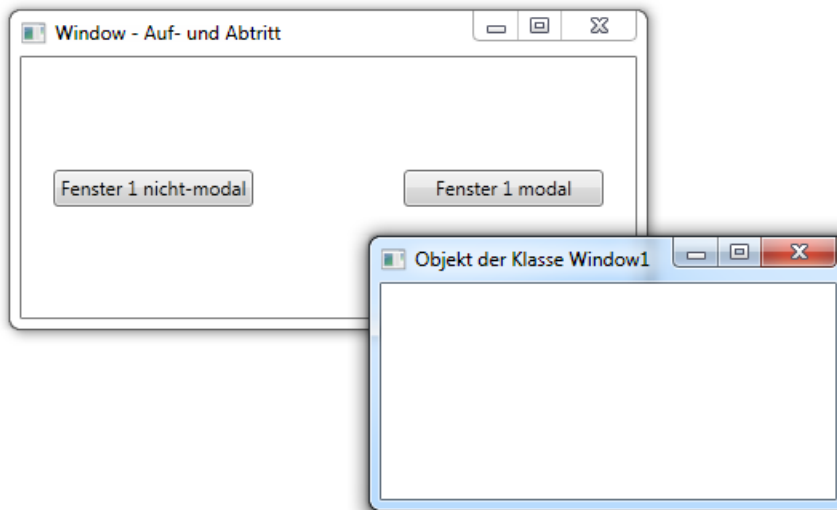 Window - Auf- und Abtritt
Fenster 1 nicht-modal
Fenster 1 modal
Objekt der Klasse Window1